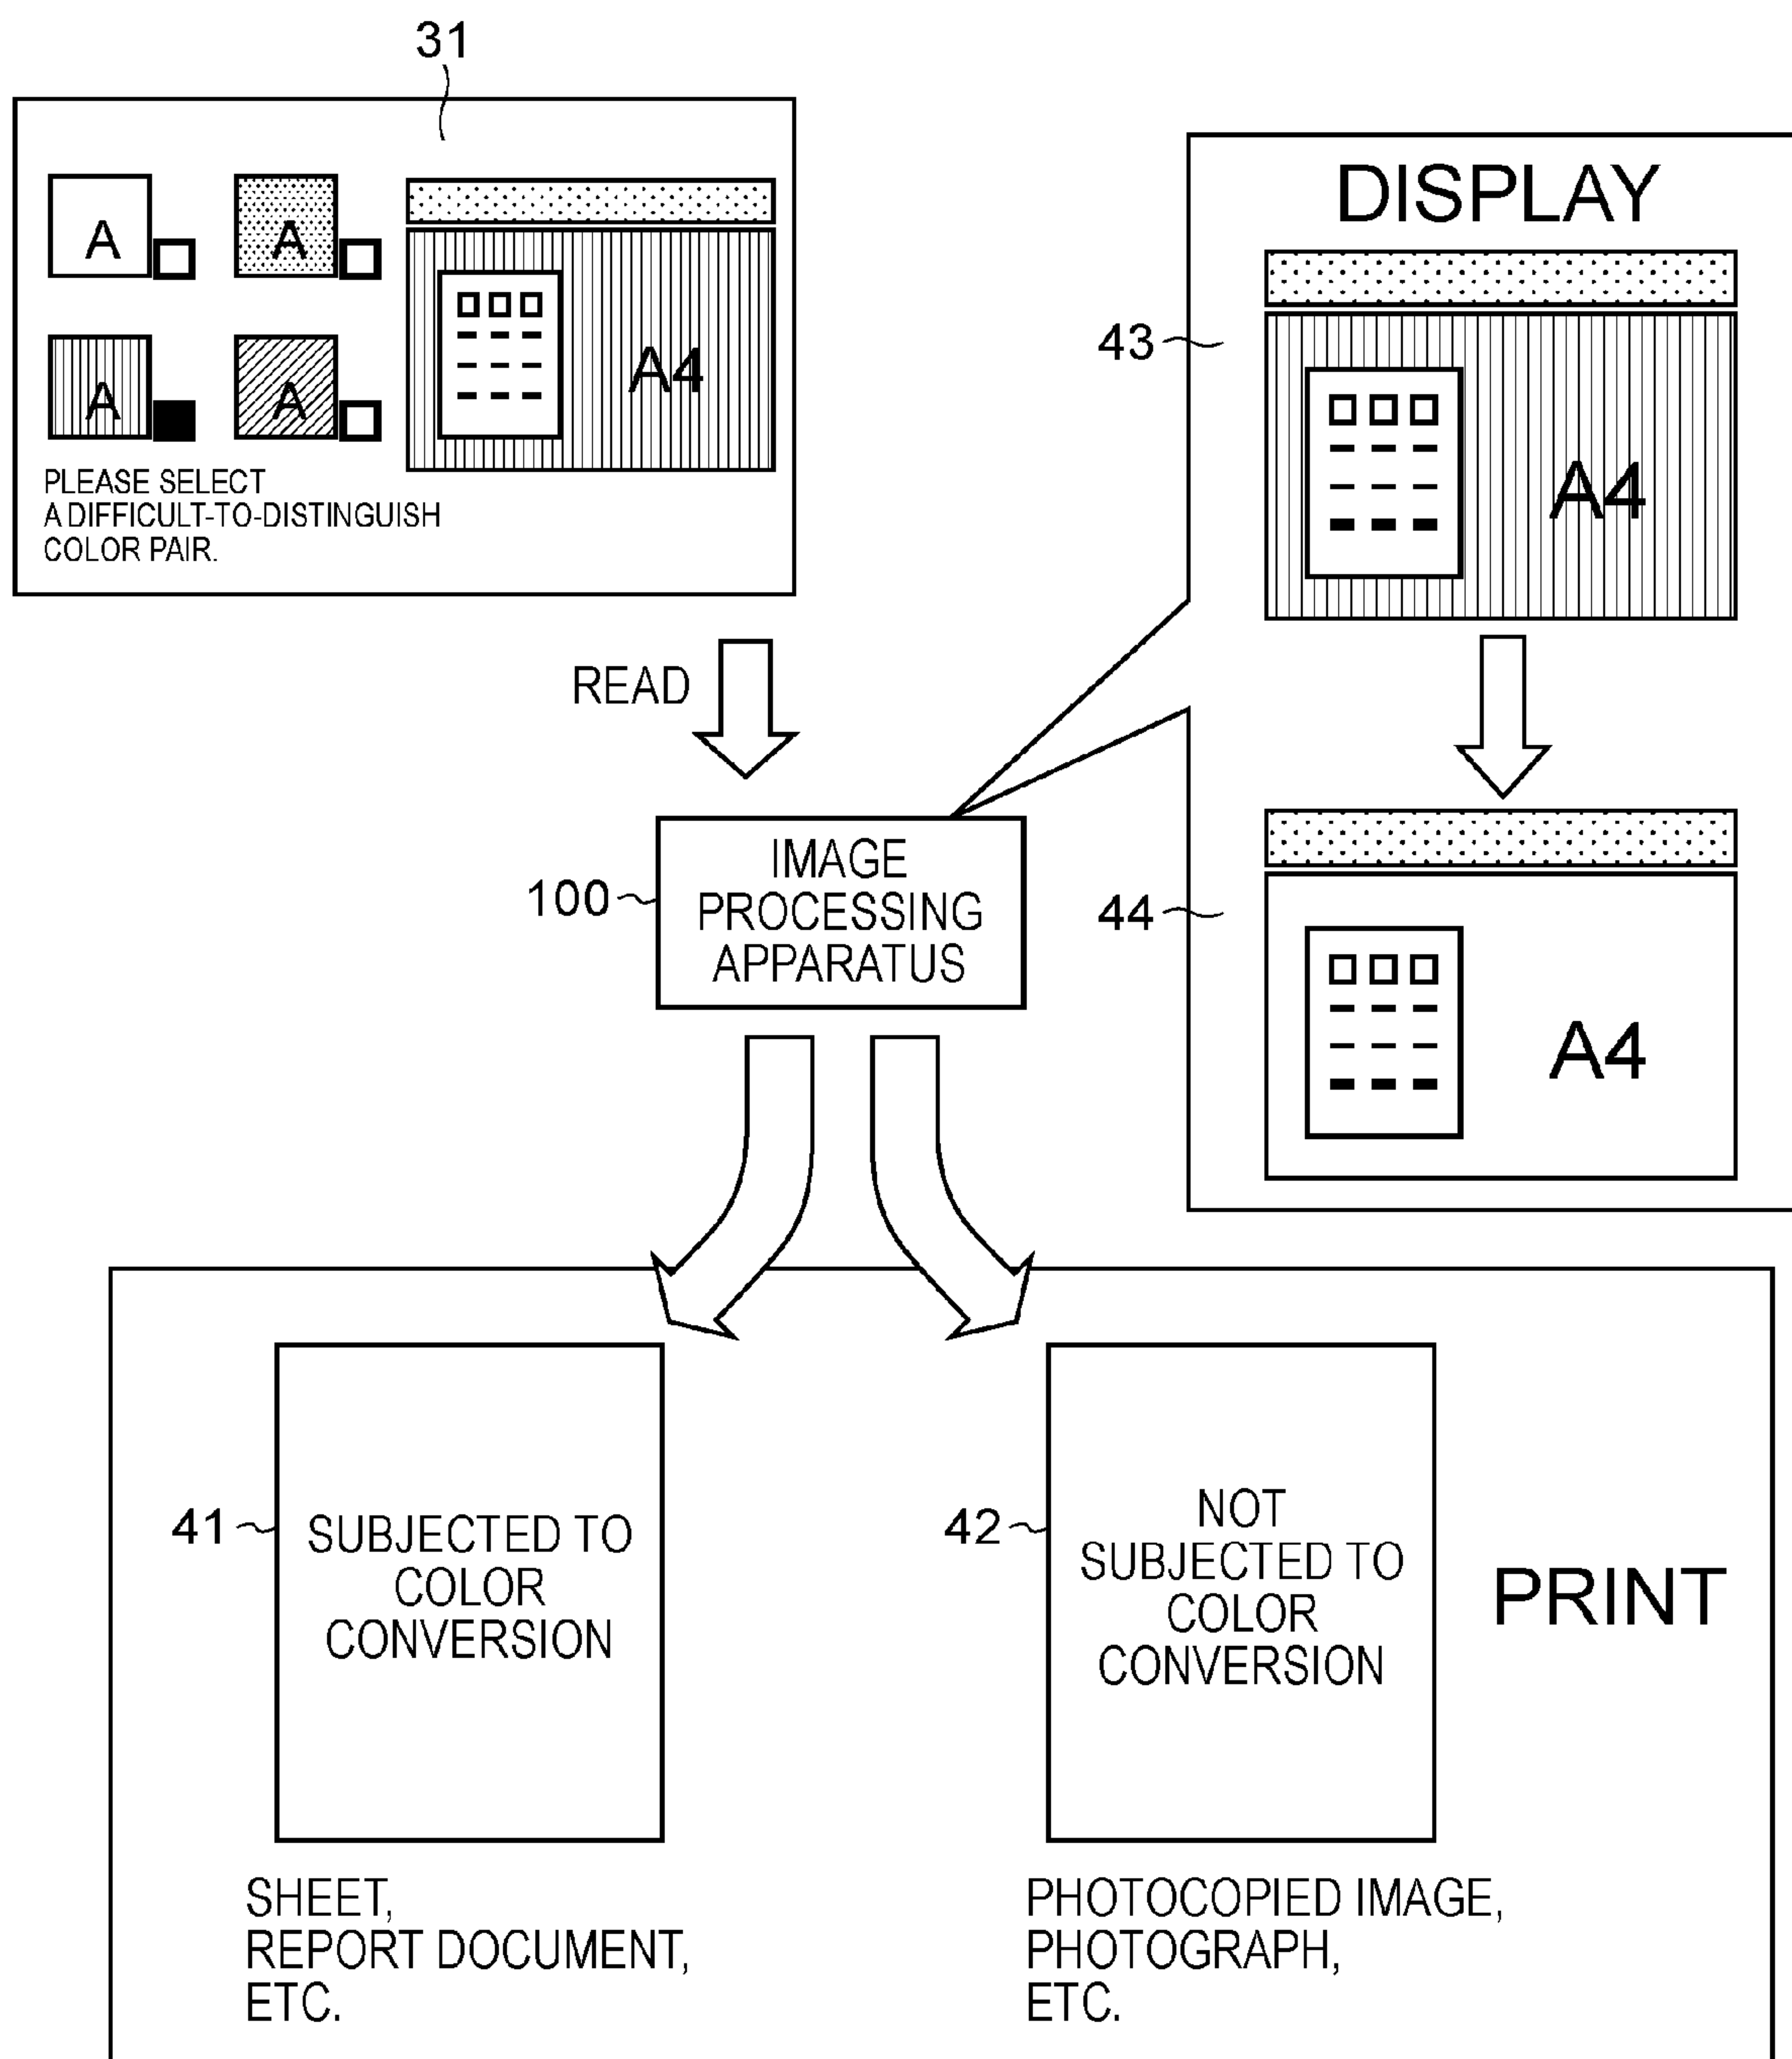 31
A
A
A
A
A4
PLEASE SELECT
A DIFFICULT-TO-DISTINGUISH
COLOR PAIR.
DISPLAY
43
A4
READ
IMAGE
PROCESSING
APPARATUS
100
44
A4
41
SUBJECTED TO
COLOR
CONVERSION
SHEET,
REPORT DOCUMENT,
ETC.
42
NOT
SUBJECTED TO
COLOR
CONVERSION
PHOTOCOPIED IMAGE,
PHOTOGRAPH,
ETC.
PRINT